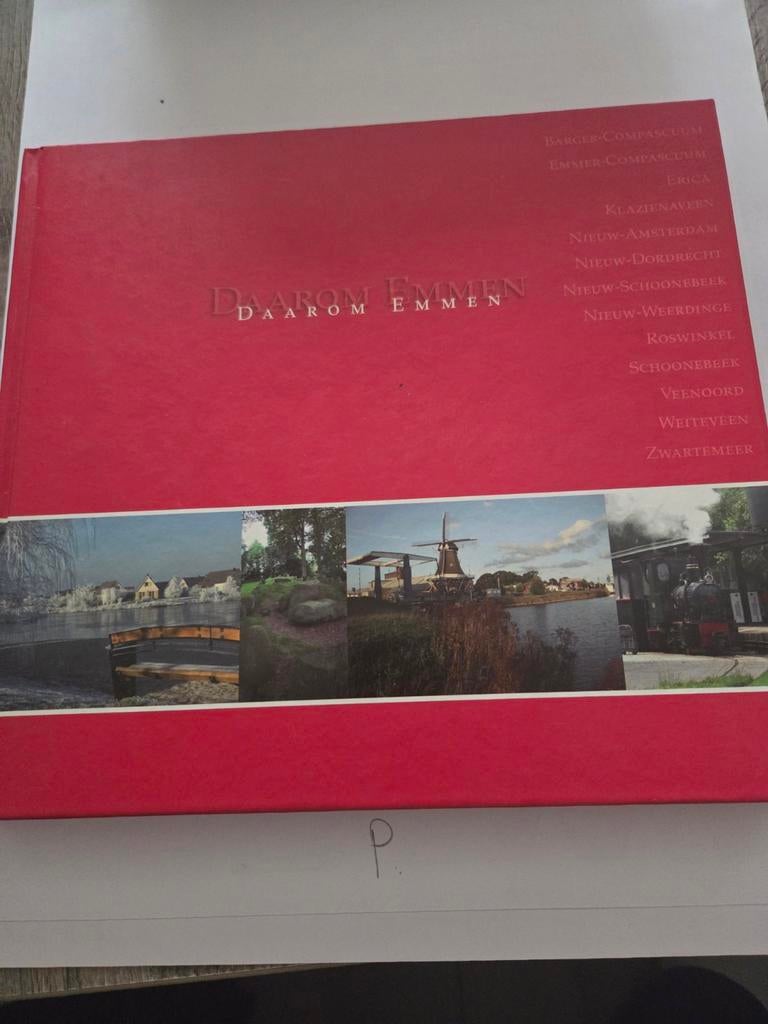 Barger-Compascuum
Emmer-Compascuum
Erica
Klazienaveen
Nieuw-Amsterdam
Nieuw-Dordrecht
Nieuw-Schoonebeek
Nieuw-Weerdinge
Roswinkel
Schoonebeek
Veenoord
Weiteveen
Zwartemeer
Daarom Emmen
Daarom Emmen
P.